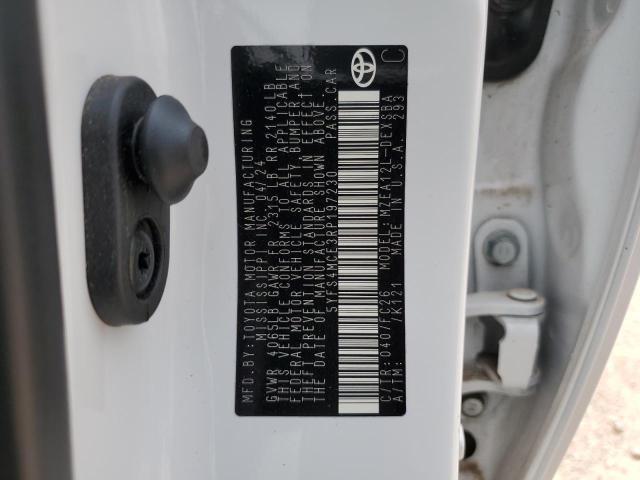 MFD.BY:TOYOTA MOTOR MANUFACTURING
MISSISSIPPI INC. 04/24
GVWR 4065LB GAWR FR 2315 LB RR 2140LB
THIS VEHICLE CONFORMS TO ALL APPLICABLE
FEDERAL MOTOR VEHICLE SAFETY, BUMPER AND
THEFT PREVENTION STANDARDS IN EFFECT ON
THE DATE OF MANUFACTURE SHOWN ABOVE.
5YFS4MCE3RP197230 PASS.CAR
C/TR: 040 /FC26 MODEL: MZEA12L-DEXSBA
A/TM: /K121 MADE IN U.S.A. 293
C